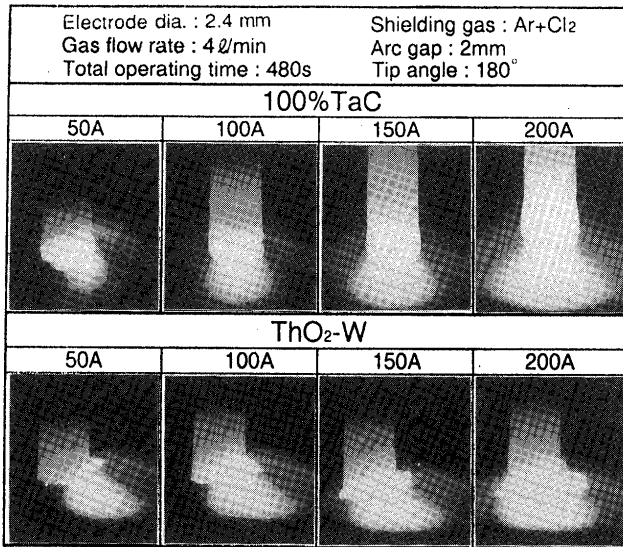 Electrode dia. : 2.4 mm Shielding gas : Ar+Cl₂
Gas flow rate : 4ℓ/min Arc gap : 2mm
Total operating time : 480s Tip angle : 180°
100%TaC
50A 100A 150A 200A
ThO₂-W
50A 100A 150A 200A